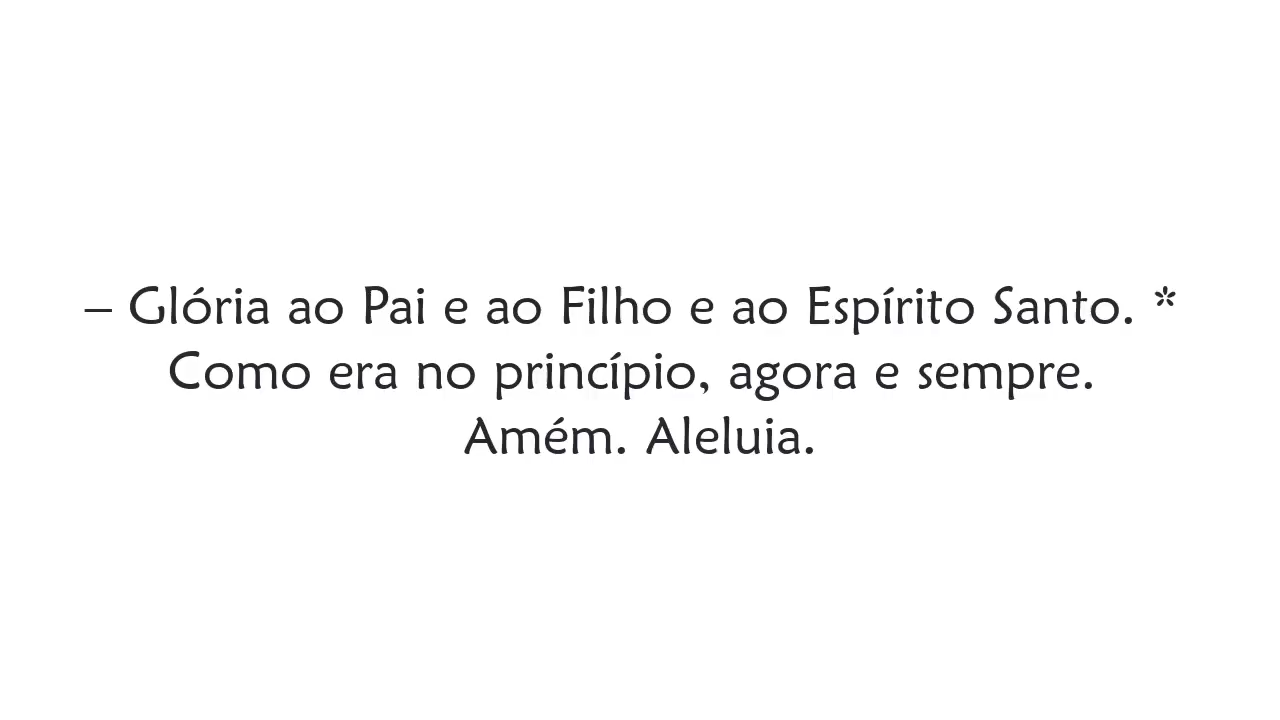 – Glória ao Pai e ao Filho e ao Espírito Santo. *
Como era no princípio, agora e sempre.
Amém. Aleluia.